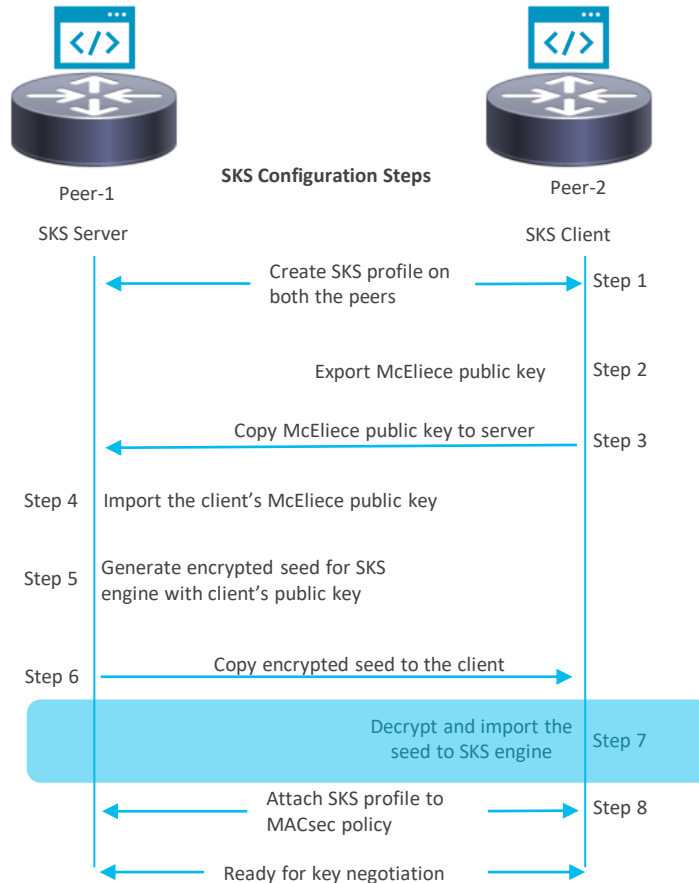 </>
</>
SKS Configuration Steps
Peer-1
Peer-2
SKS Server
SKS Client
Create SKS profile on
both the peers
Step 1
Export McEliece public key
Step 2
Copy McEliece public key to server
Step 3
Step 4
Import the client’s McEliece public key
Step 5
Generate encrypted seed for SKS
engine with client’s public key
Copy encrypted seed to the client
Step 6
Decrypt and import the
seed to SKS engine
Step 7
Attach SKS profile to
MACsec policy
Step 8
Ready for key negotiation